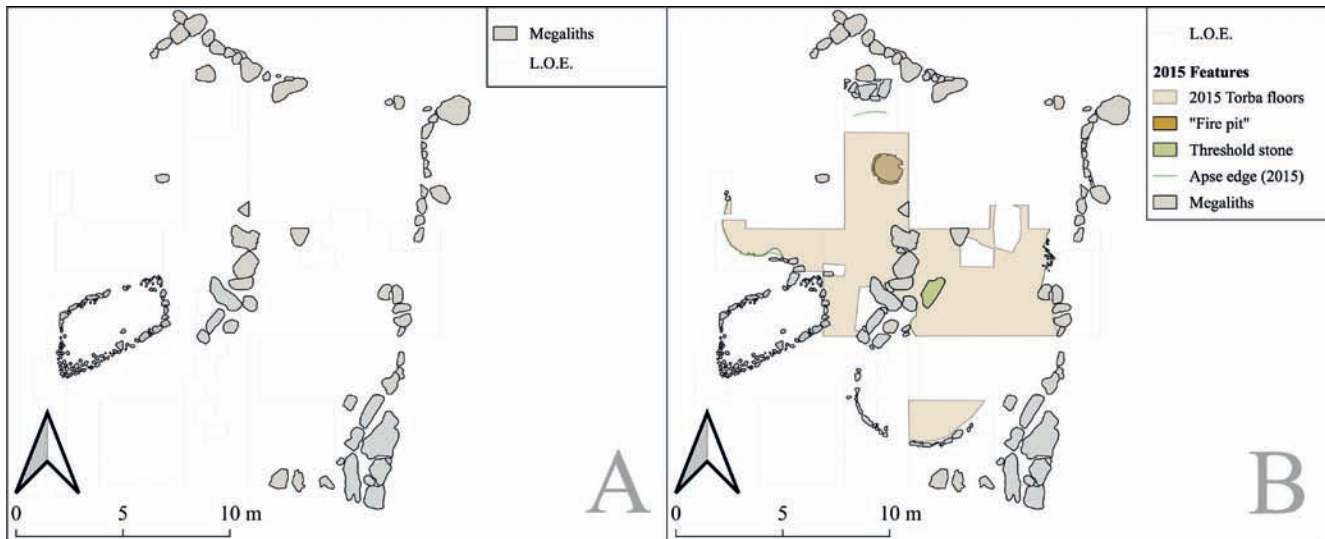 Megaliths
L.O.E.
A
0 5 10 m
L.O.E.
2015 Features
2015 Torba floors
"Fire pit"
Threshold stone
Apse edge (2015)
Megaliths
B
0 5 10 m